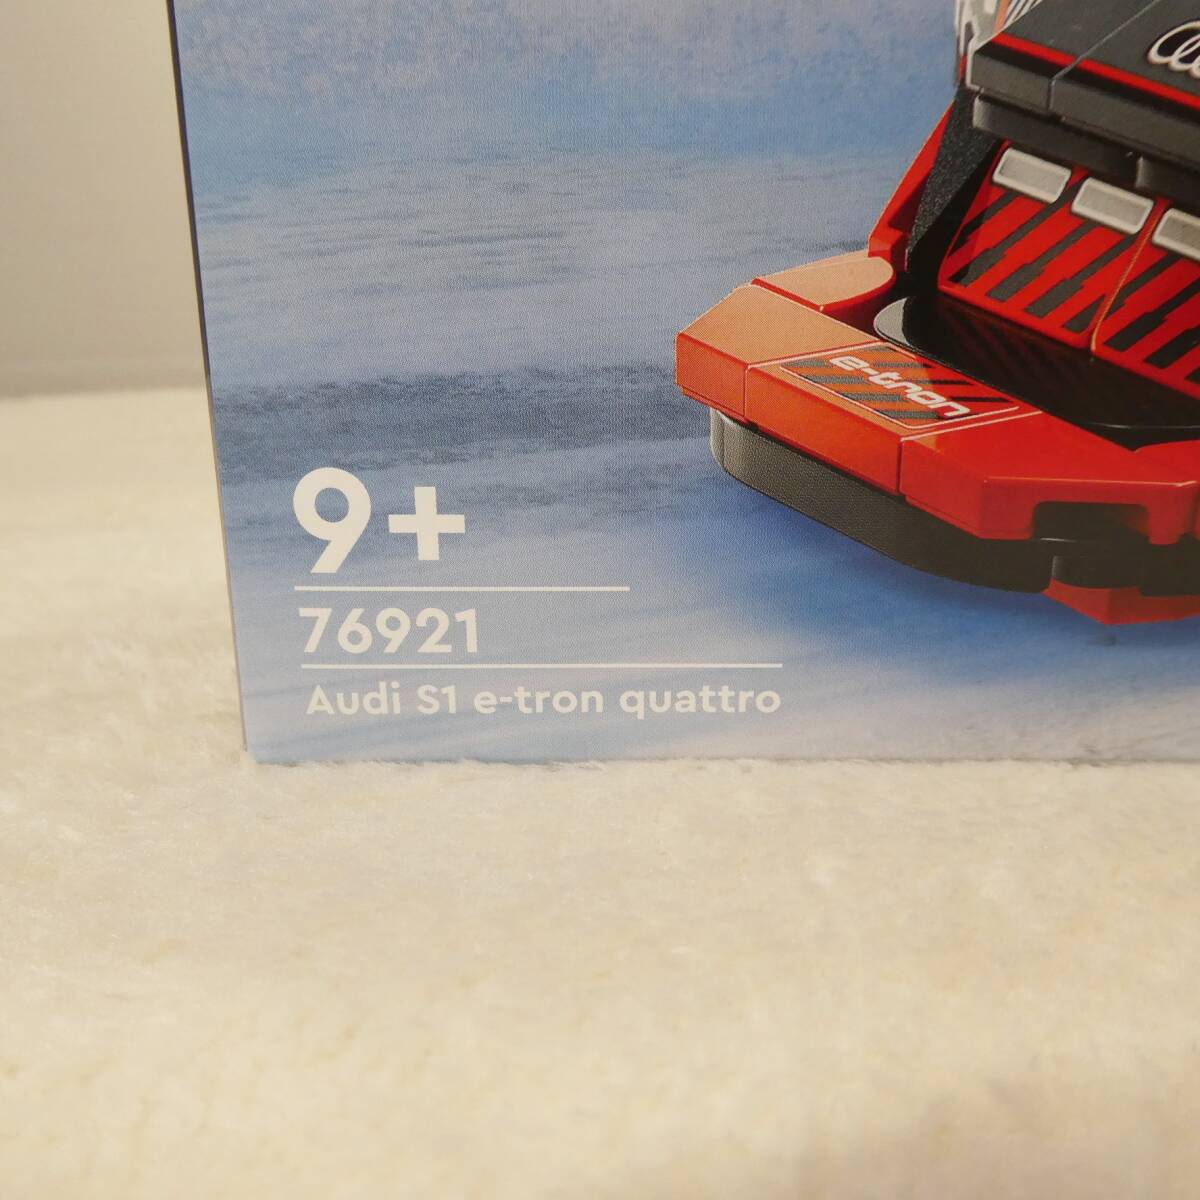 e-tron
9+
76921
Audi S1 e-tron quattro